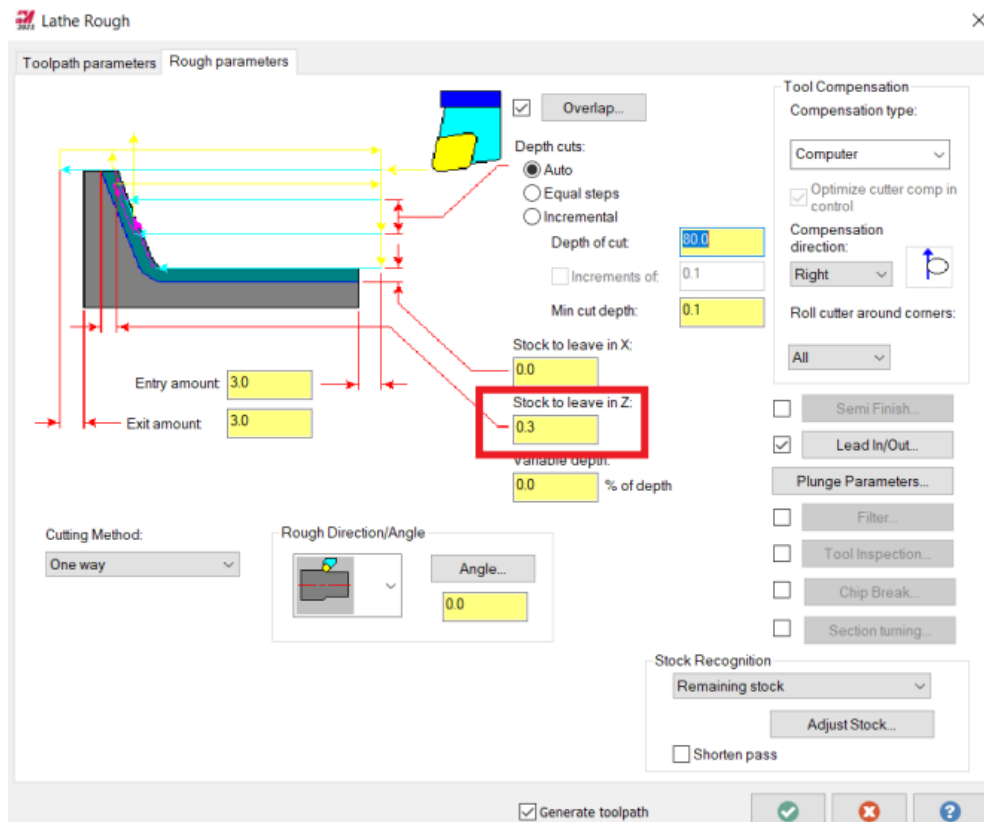 Lathe Rough
Toolpath parameters
Rough parameters
Overlap...
Depth cuts:
Auto
Equal steps
Incremental
Depth of cut:
80.0
Increments of:
0.1
Min cut depth:
0.1
Stock to leave in X:
0.0
Stock to leave in Z:
0.3
Variable depth:
0.0
% of depth
Entry amount
3.0
Exit amount
3.0
Cutting Method:
One way
Rough Direction/Angle
Angle...
0.0
Tool Compensation
Compensation type:
Computer
Optimize cutter comp in
control
Compensation
direction:
Right
Roll cutter around corners:
All
Semi Finish...
Lead In/Out...
Plunge Parameters...
Filter...
Tool Inspection...
Chip Break...
Section turning...
Stock Recognition
Remaining stock
Adjust Stock...
Shorten pass
Generate toolpath